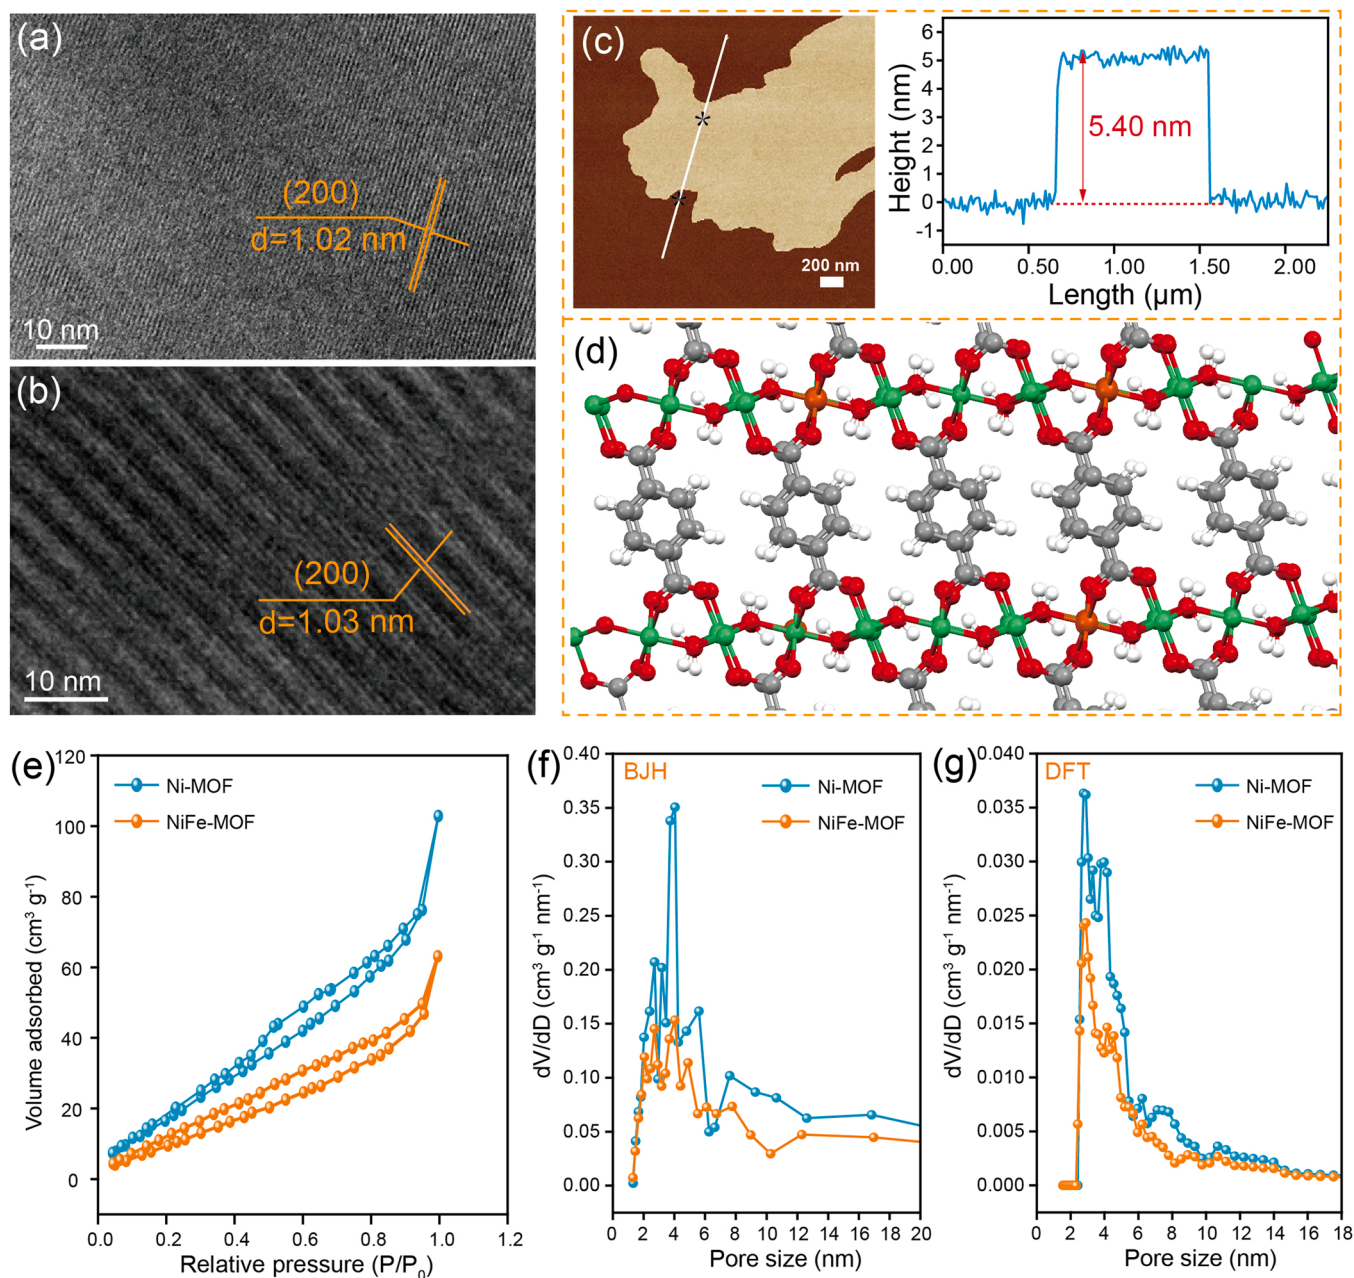 (a)
(200)
d=1.02 nm
10 nm
(b)
(200)
d=1.03 nm
10 nm
(c)
*
*
200 nm
6
5
4
3
2
1
0
-1
Height (nm)
5.40 nm
0.00 0.50 1.00 1.50 2.00
Length (µm)
(d)
(e)
120
100
80
60
40
20
0
Volume adsorbed (cm³ g⁻¹)
Ni-MOF
NiFe-MOF
0.0 0.2 0.4 0.6 0.8 1.0 1.2
Relative pressure (P/P₀)
(f)
BJH
0.40
0.35
0.30
0.25
0.20
0.15
0.10
0.05
0.00
dV/dD (cm³ g⁻¹ nm⁻¹)
Ni-MOF
NiFe-MOF
0 2 4 6 8 10 12 14 16 18 20
Pore size (nm)
(g)
DFT
0.040
0.035
0.030
0.025
0.020
0.015
0.010
0.005
0.000
dV/dD (cm³ g⁻¹ nm⁻¹)
Ni-MOF
NiFe-MOF
0 2 4 6 8 10 12 14 16 18
Pore size (nm)